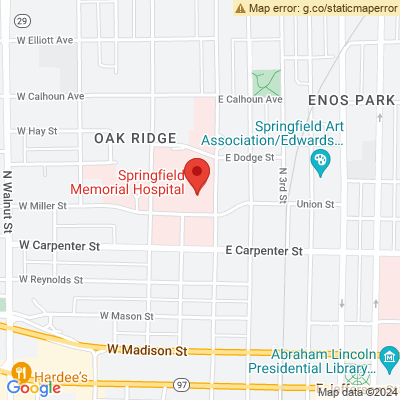 Map error: g.co/staticmaperror
29
W Elliott Ave
W Calhoun Ave
E Calhoun Ave
ENOS PARK
W Hay St
OAK RIDGE
Springfield Art
Association/Edwards...
E Dodge St
Springfield
Memorial Hospital
N Walnut St
N 3rd St
W Miller St
Union St
W Carpenter St
E Carpenter St
W Reynolds St
W Mason St
W Madison St
Abraham Lincoln
Presidential Library...
Hardee's
97
Google
Map data ©2024